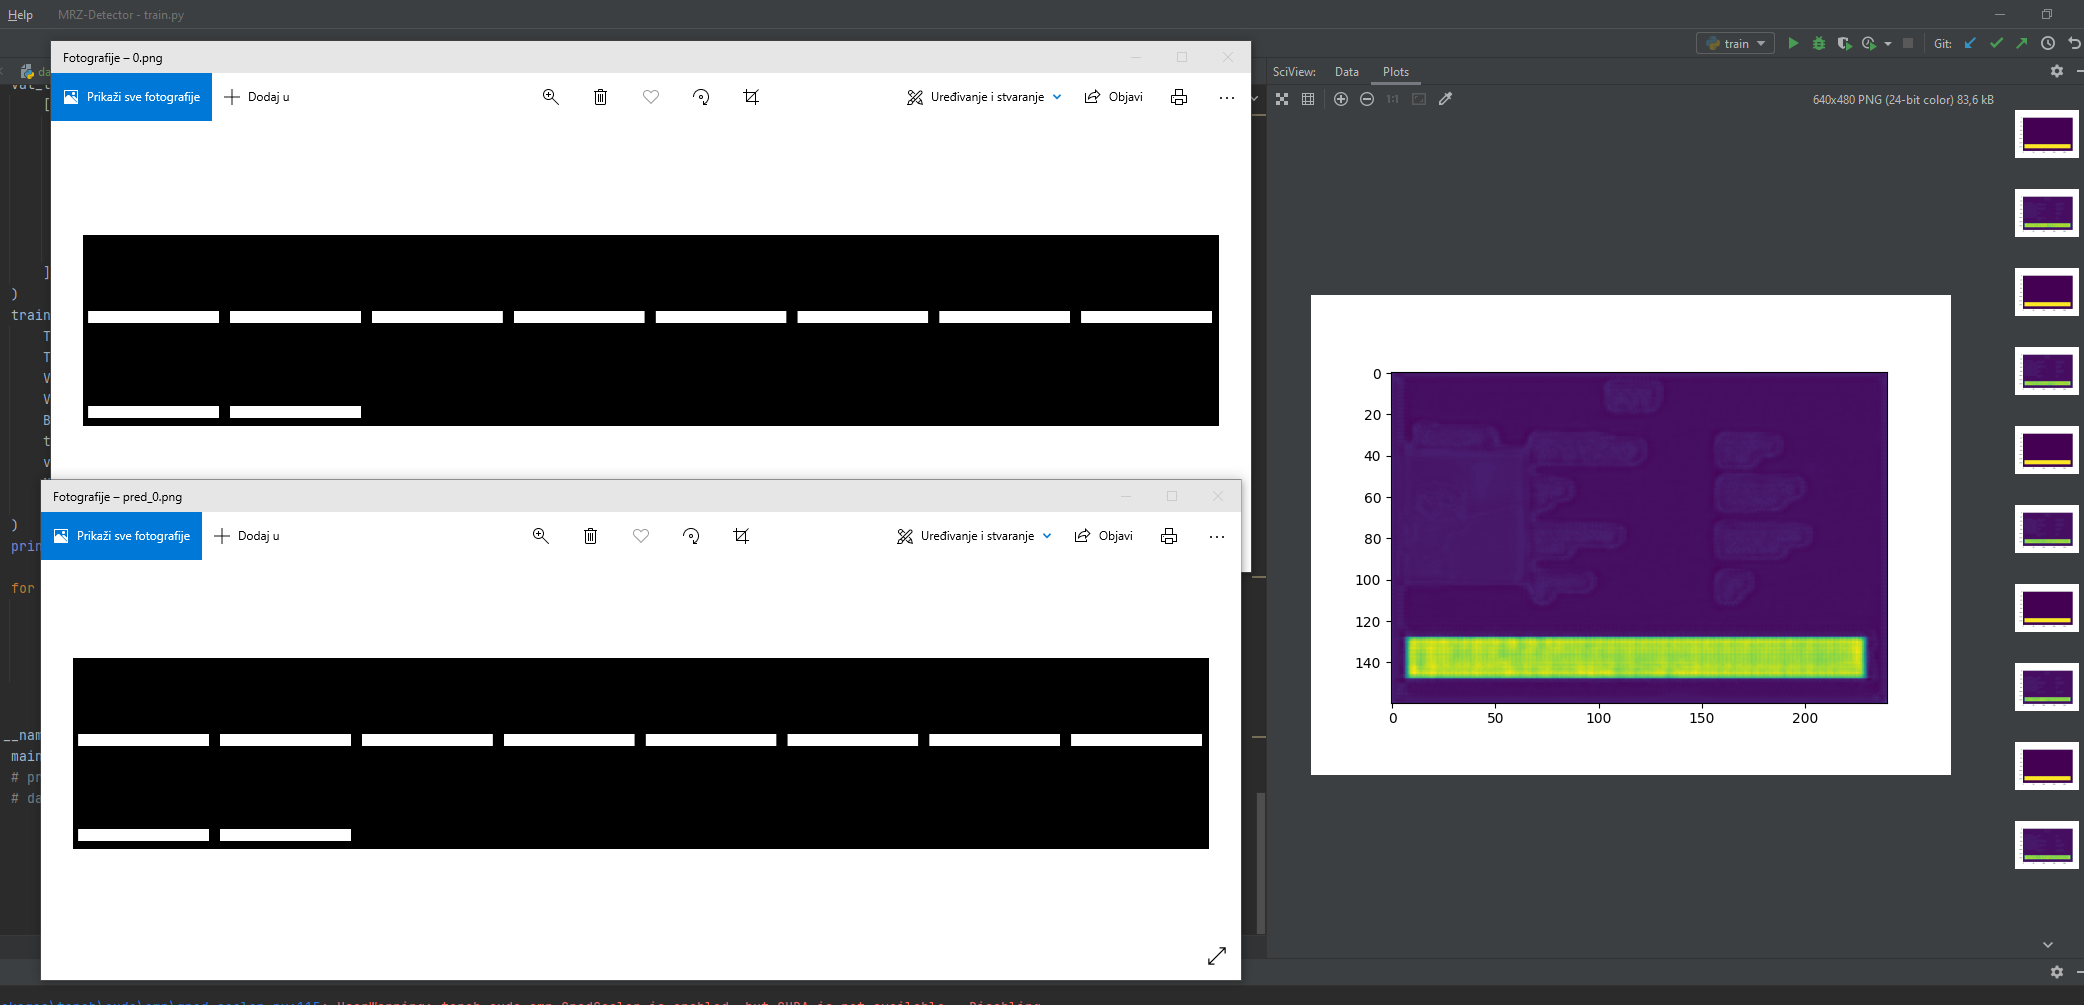 Help MRZ-Detector - train.py
train Git:
Fotografije – 0.png
Prikaži sve fotografije Dodaj u Uređivanje i stvaranje Objavi
SciView: Data Plots
1:1 640x480 PNG (24-bit color) 83,6 kB
da
[
]
)
train
T
T
V
V
B
t
v
)
prin
for
__nam
main
# pr
# da
Fotografije – pred_0.png
Prikaži sve fotografije Dodaj u Uređivanje i stvaranje Objavi
0
20
40
60
80
100
120
140
0 50 100 150 200